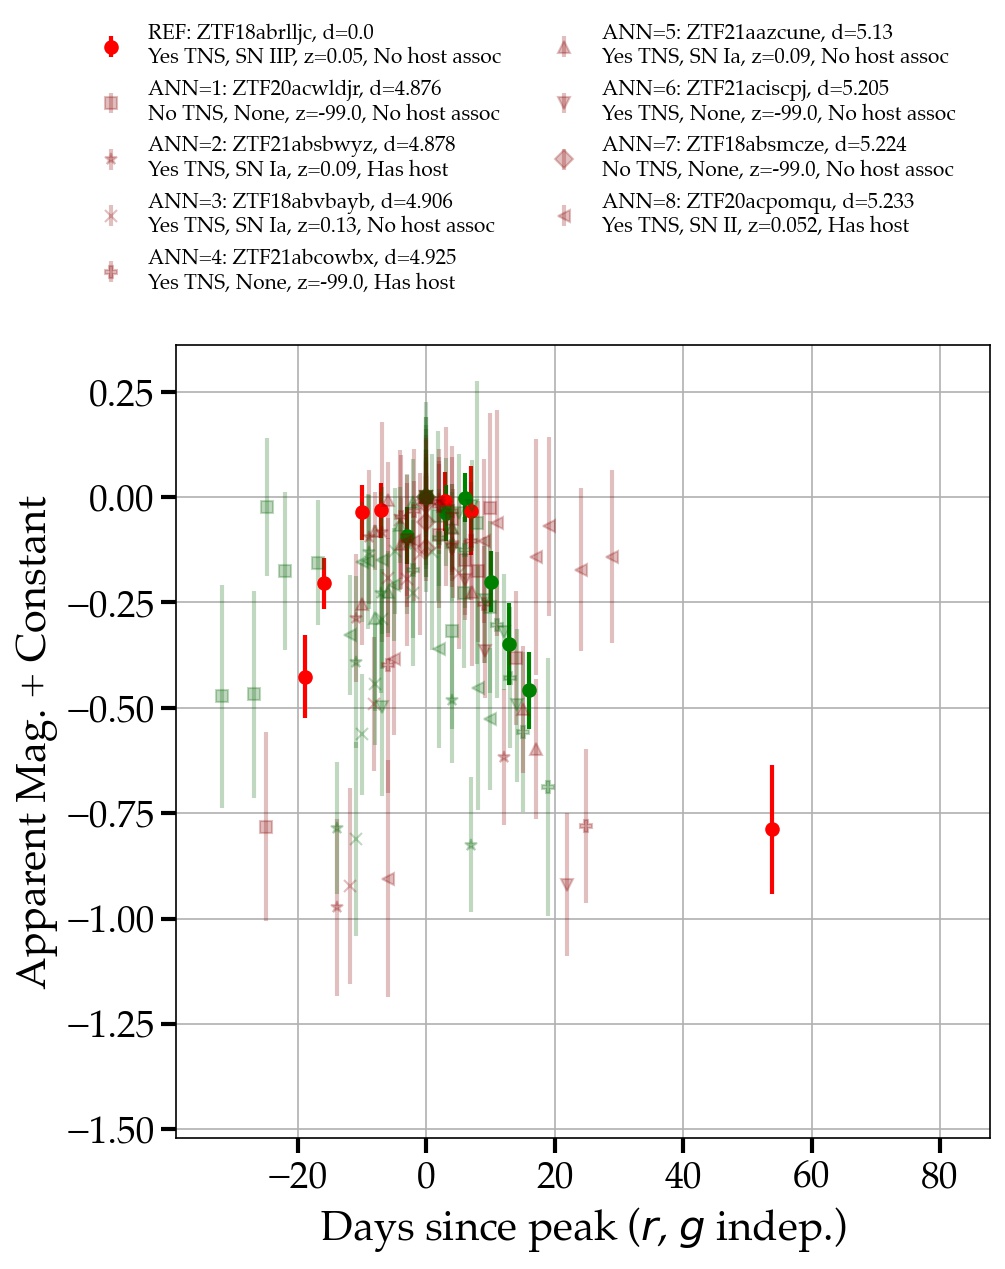 REF: ZTF18abrlljc, d=0.0
Yes TNS, SN IIP, z=0.05, No host assoc
ANN=1: ZTF20acwldjr, d=4.876
No TNS, None, z=-99.0, No host assoc
ANN=2: ZTF21absbwyz, d=4.878
Yes TNS, SN Ia, z=0.09, Has host
ANN=3: ZTF18abvbayb, d=4.906
Yes TNS, SN Ia, z=0.13, No host assoc
ANN=4: ZTF21abcowbx, d=4.925
Yes TNS, None, z=-99.0, Has host
ANN=5: ZTF21aazcune, d=5.13
Yes TNS, SN Ia, z=0.09, No host assoc
ANN=6: ZTF21aciscpj, d=5.205
Yes TNS, None, z=-99.0, No host assoc
ANN=7: ZTF18absmcze, d=5.224
No TNS, None, z=-99.0, No host assoc
ANN=8: ZTF20acpomqu, d=5.233
Yes TNS, SN II, z=0.052, Has host
0.25
0.00
−0.25
−0.50
−0.75
−1.00
−1.25
−1.50
Apparent Mag. + Constant
−20
0
20
40
60
80
Days since peak (r, g indep.)